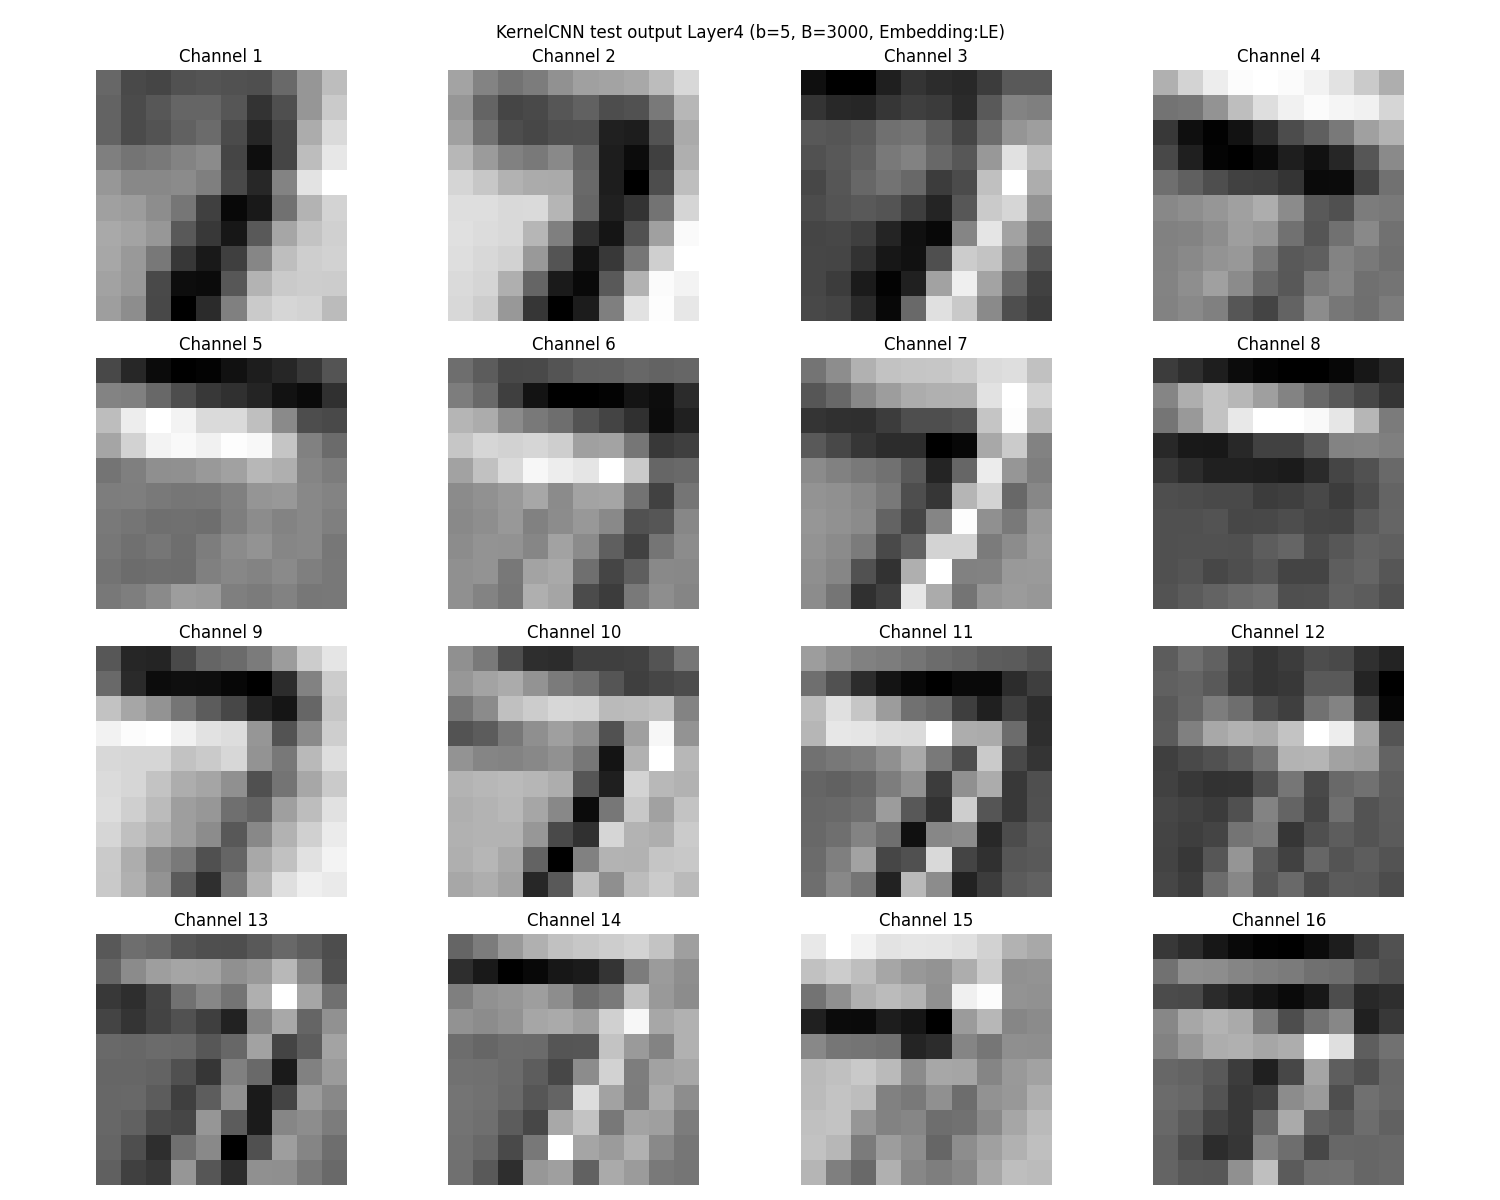 KernelCNN test output Layer4 (b=5, B=3000, Embedding:LE)
Channel 1
Channel 2
Channel 3
Channel 4
Channel 5
Channel 6
Channel 7
Channel 8
Channel 9
Channel 10
Channel 11
Channel 12
Channel 13
Channel 14
Channel 15
Channel 16